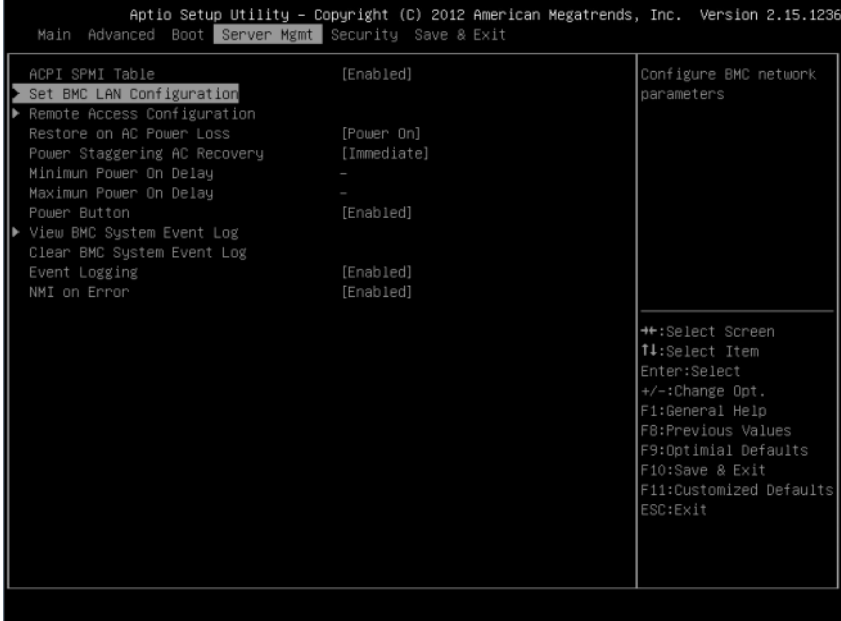 Aptio Setup Utility – Copyright (C) 2012 American Megatrends, Inc. Version 2.15.1236
Main Advanced Boot Server Mgmt Security Save & Exit
ACPI SPMI Table [Enabled]
▶ Set BMC LAN Configuration
▶ Remote Access Configuration
Restore on AC Power Loss [Power On]
Power Staggering AC Recovery [Immediate]
Minimun Power On Delay –
Maximun Power On Delay –
Power Button [Enabled]
▶ View BMC System Event Log
Clear BMC System Event Log
Event Logging [Enabled]
NMI on Error [Enabled]
Configure BMC network
parameters
→←:Select Screen
↑↓:Select Item
Enter:Select
+/-:Change Opt.
F1:General Help
F8:Previous Values
F9:Optimial Defaults
F10:Save & Exit
F11:Customized Defaults
ESC:Exit